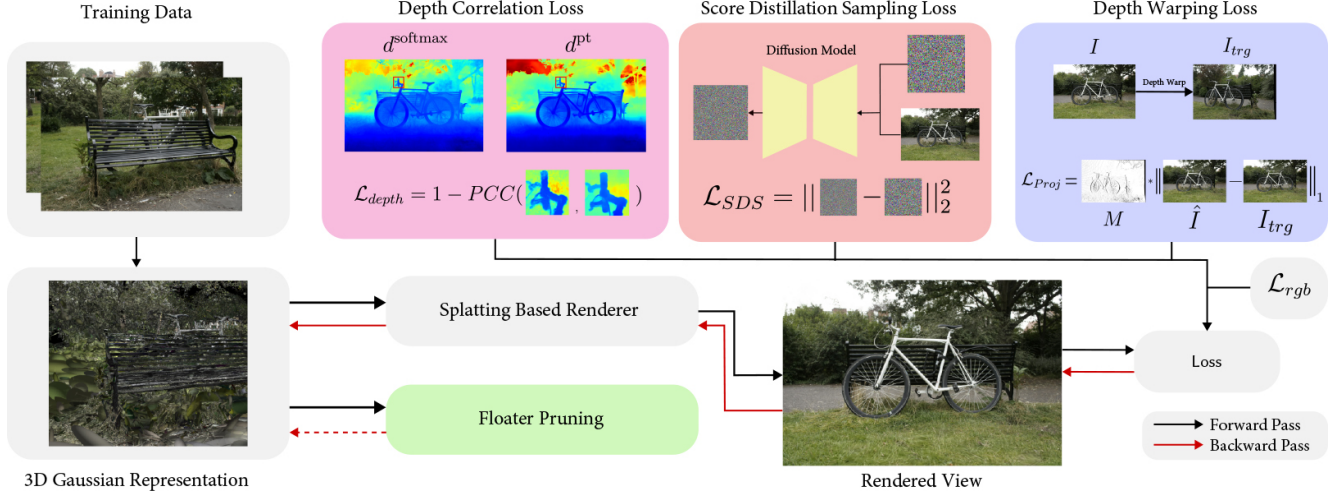 Training Data
Depth Correlation Loss
Score Distillation Sampling Loss
Depth Warping Loss
d^softmax
d^pt
Diffusion Model
I
I_trg
Depth Warp
ℒ_depth = 1 − PCC( , )
ℒ_SDS = || − ||_2^2
ℒ_Proj = * || − ||_1
M
Î
I_trg
ℒ_rgb
Splatting Based Renderer
Loss
Floater Pruning
Forward Pass
Backward Pass
3D Gaussian Representation
Rendered View